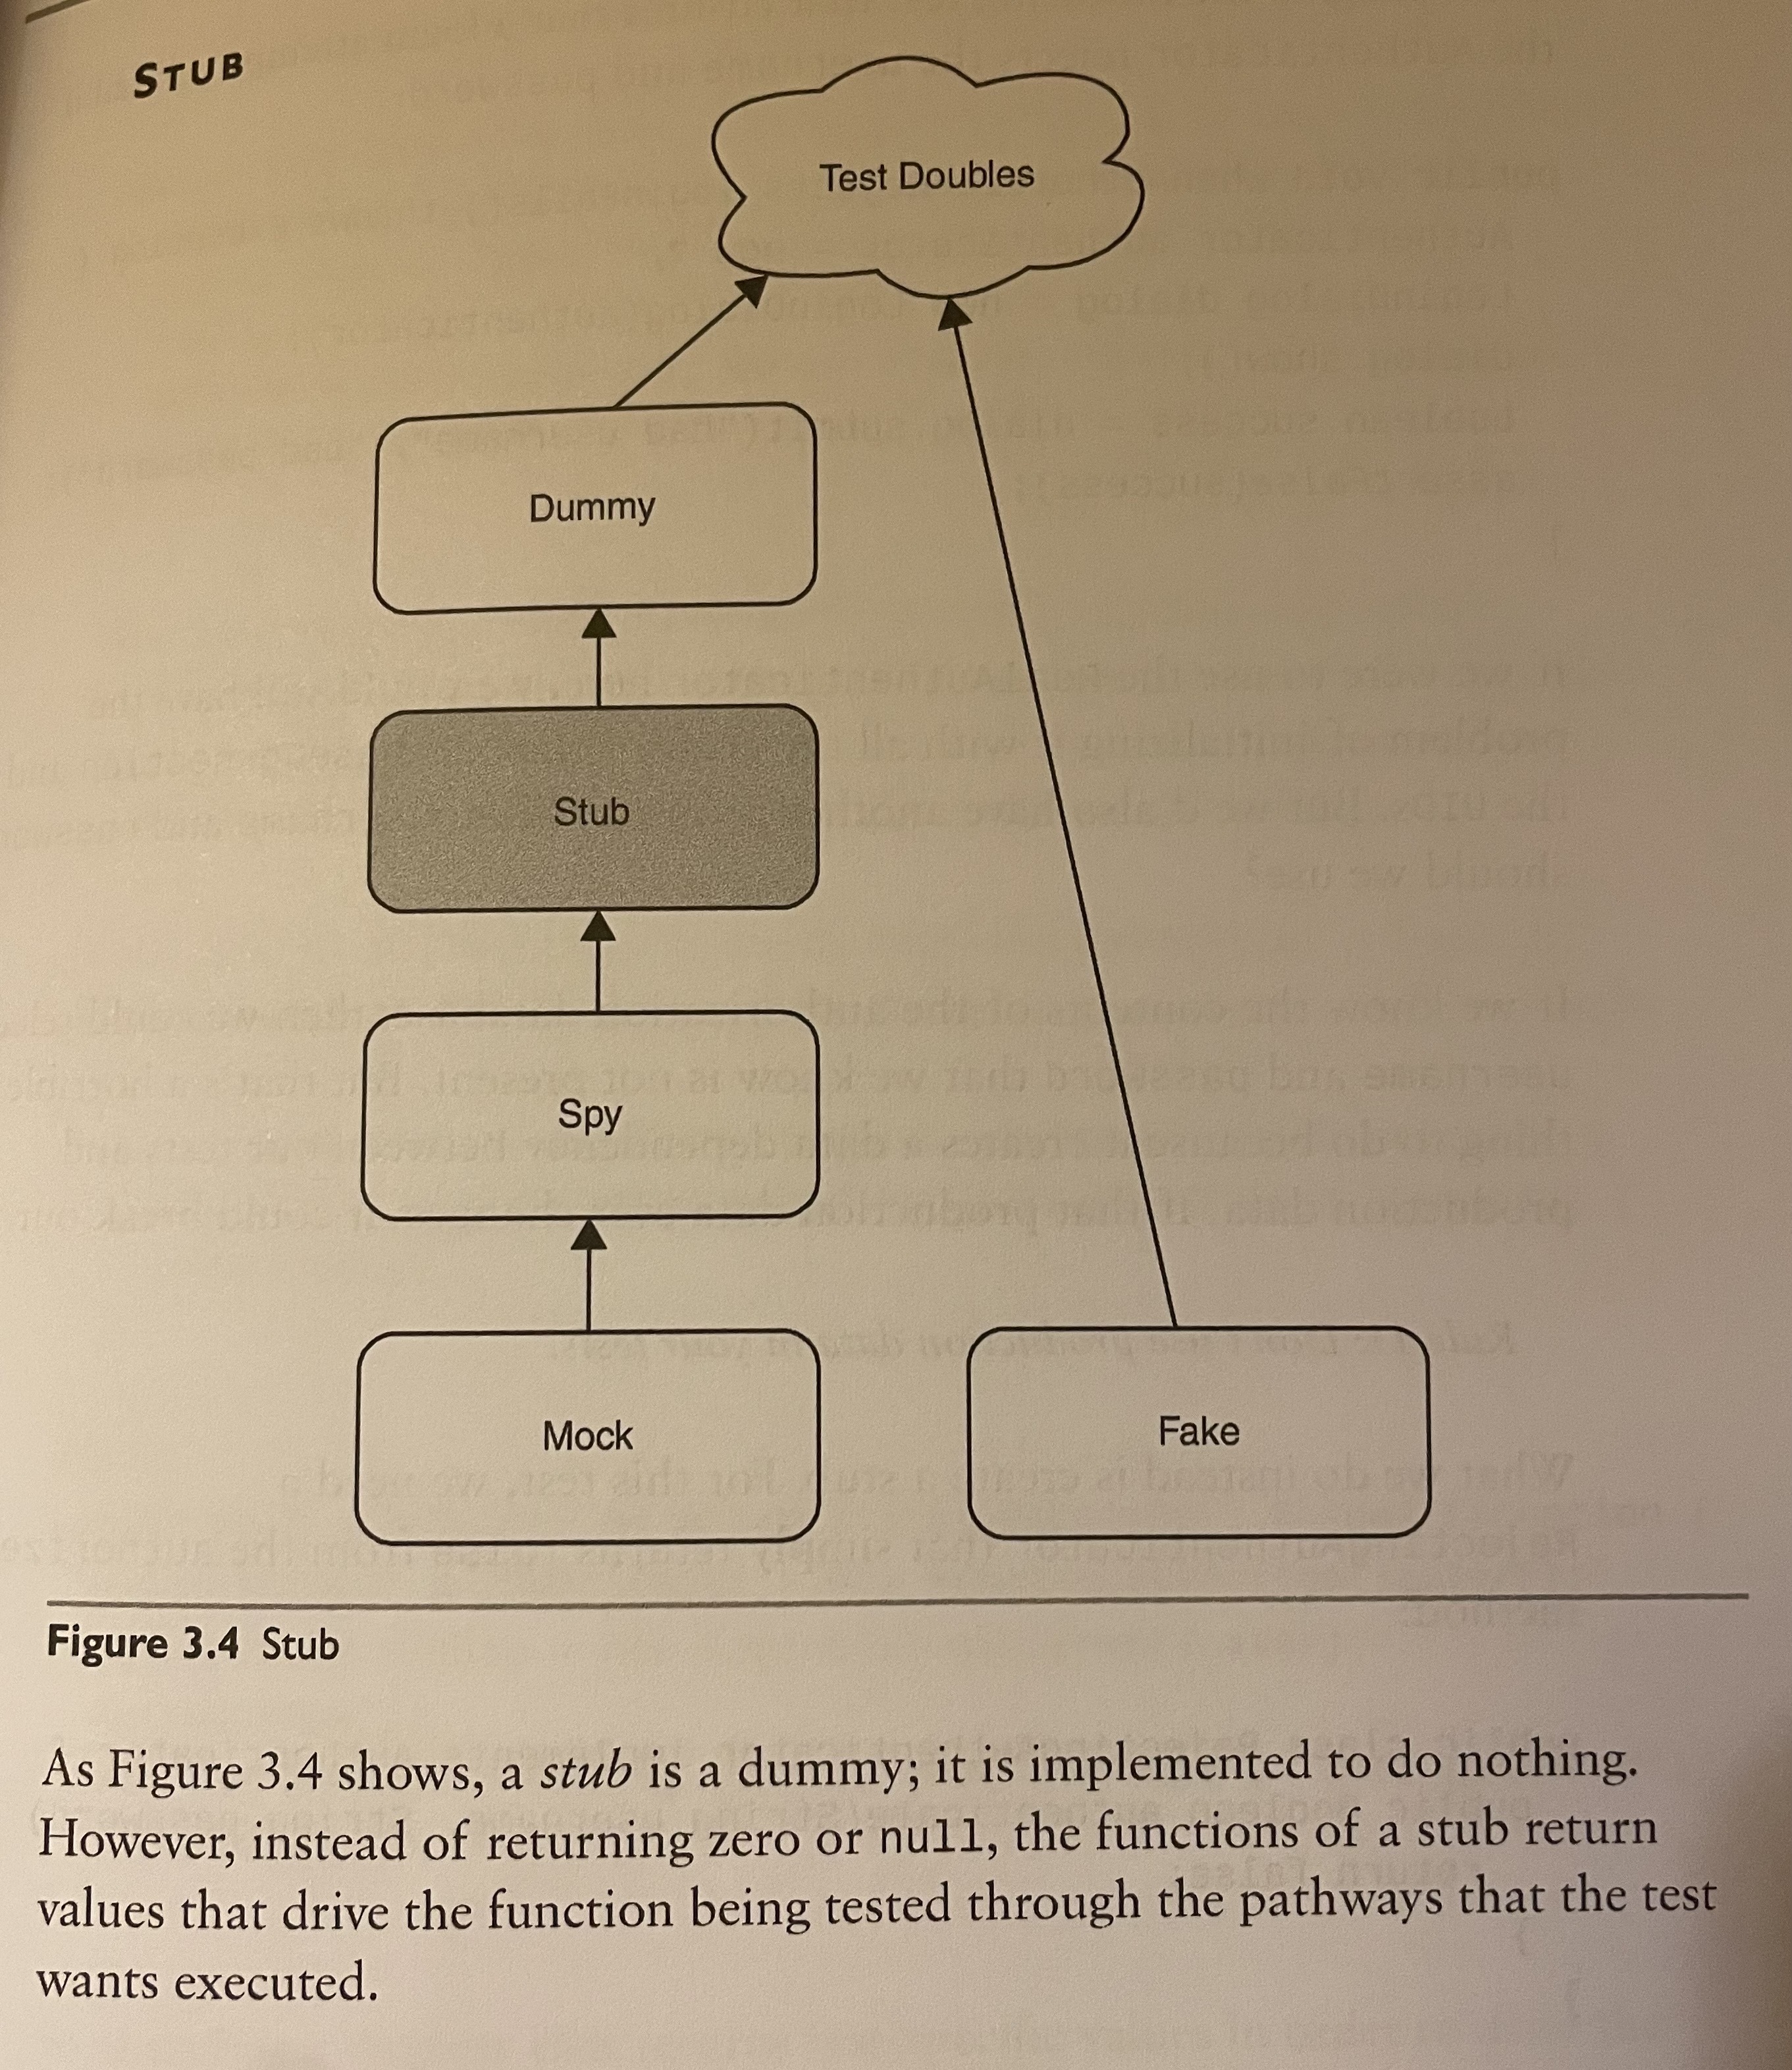 STUB
Test Doubles
Dummy
Stub
Spy
Mock
Fake
Figure 3.4 Stub
As Figure 3.4 shows, a stub is a dummy; it is implemented to do nothing.
However, instead of returning zero or null, the functions of a stub return
values that drive the function being tested through the pathways that the test
wants executed.